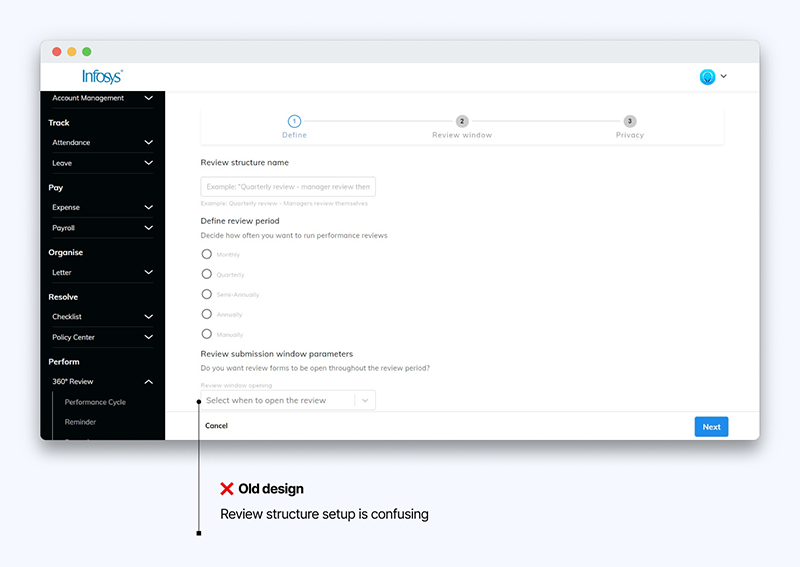 Infosys
Account Management
Track
Attendance
Leave
Pay
Expense
Payroll
Organise
Letter
Resolve
Checklist
Policy Center
Perform
360° Review
Performance Cycle
Reminder
1
Define
2
Review window
3
Privacy
Review structure name
Example: "Quarterly review - manager review then
Example: Quarterly review - Managers review themselves
Define review period
Decide how often you want to run performance reviews
Monthly
Quarterly
Semi-Annually
Annually
Manually
Review submission window parameters
Do you want review forms to be open throughout the review period?
Review window opening
Select when to open the review
Cancel
Next
❌ Old design
Review structure setup is confusing